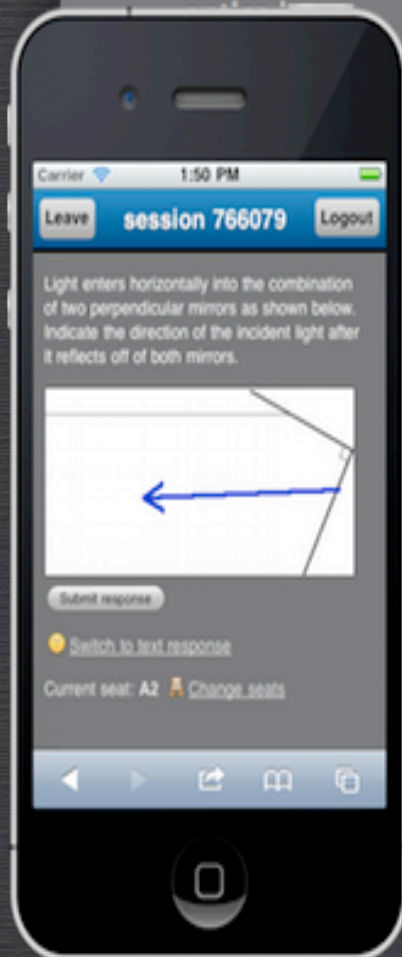 Carrier 1:50 PM
Leave session 766079 Logout
Light enters horizontally into the combination
of two perpendicular mirrors as shown below.
Indicate the direction of the incident light after
it reflects off of both mirrors.
Submit response
Switch to text response
Current seat: A2 Change seats